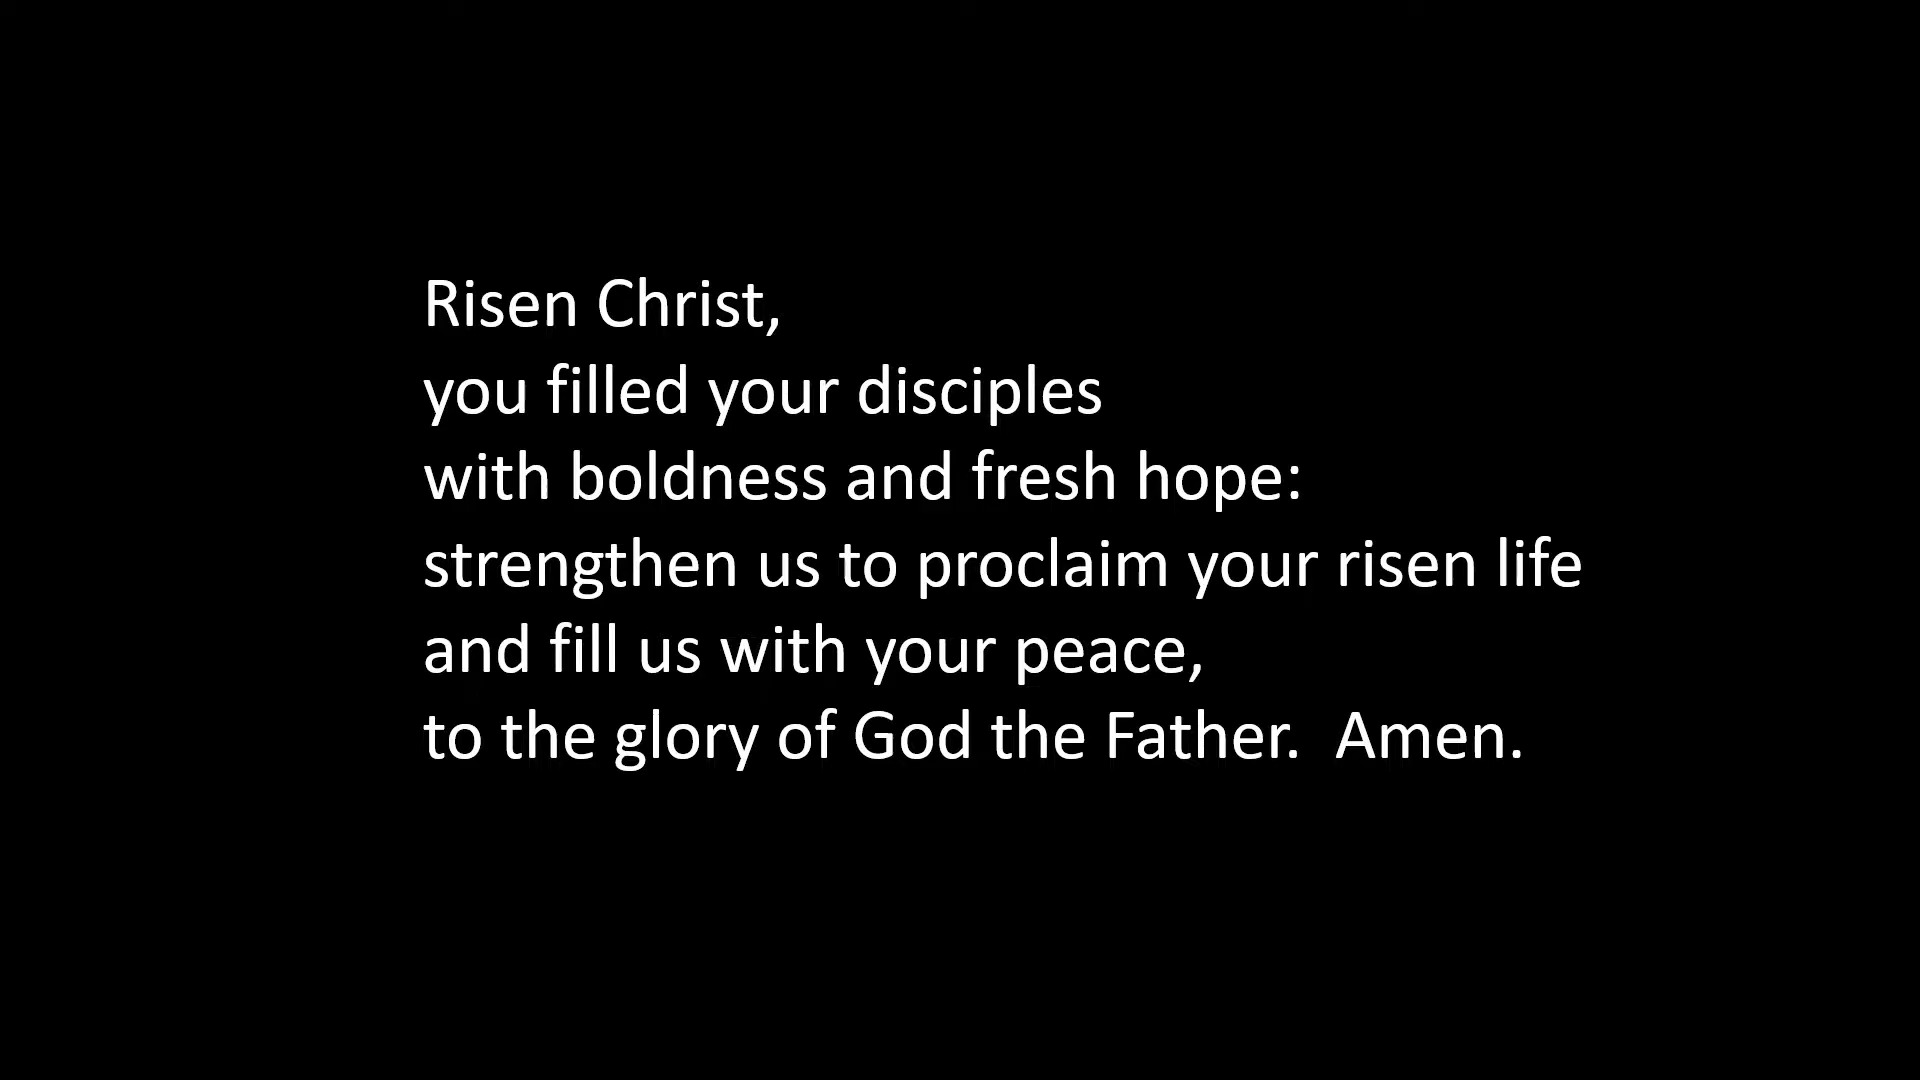 Risen Christ,
you filled your disciples
with boldness and fresh hope:
strengthen us to proclaim your risen life
and fill us with your peace,
to the glory of God the Father.  Amen.